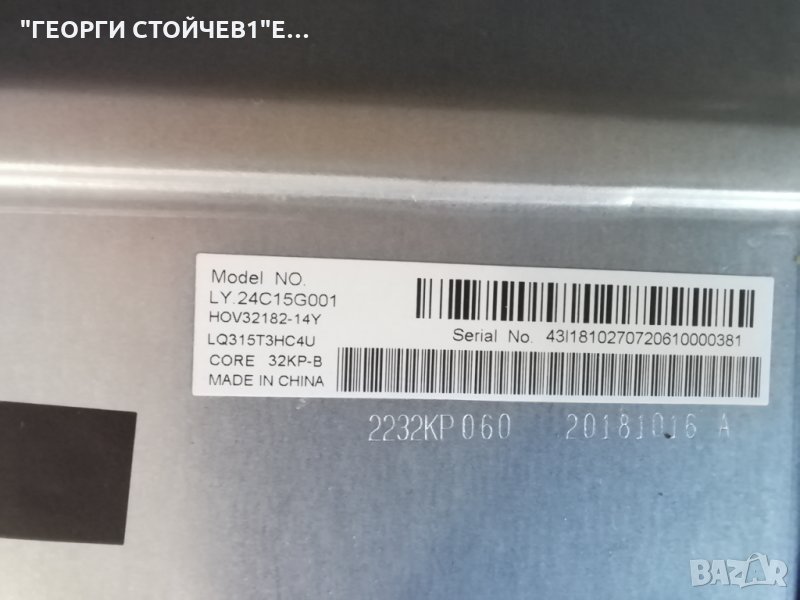 "ГЕОРГИ СТОЙЧЕВ1"Е...
Model NO.
LY.24C15G001
HOV32182-14Y
LQ315T3HC4U
CORE 32KP-B
MADE IN CHINA
Serial No. 43I1810270720610000381
2232KP060 20181016 A
BAZAR